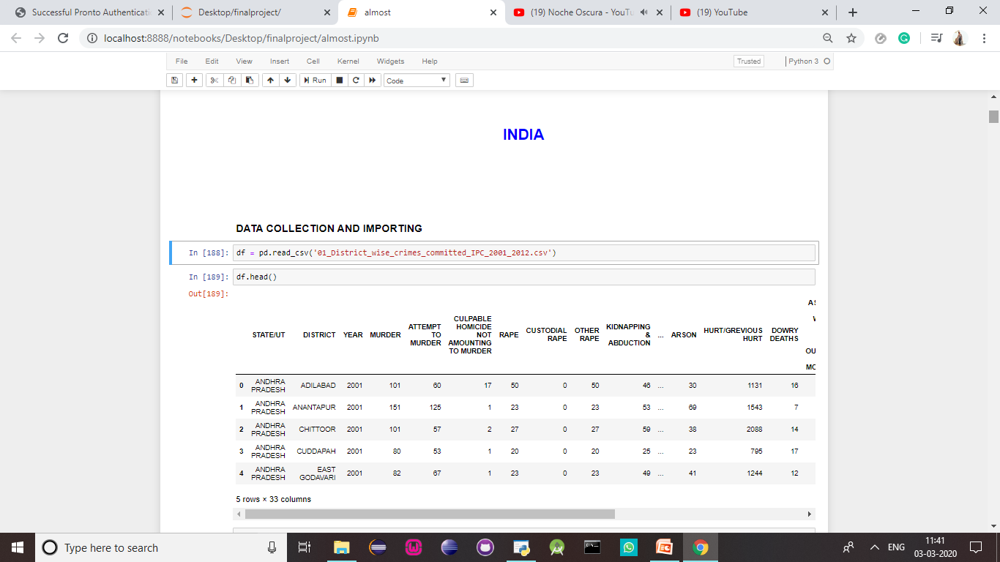 Successful Pronto Authenticati
Desktop/finalproject/
almost
(19) Noche Oscura - YouTu
(19) YouTube
localhost:8888/notebooks/Desktop/finalproject/almost.ipynb
File Edit View Insert Cell Kernel Widgets Help Trusted Python 3
Run Code
INDIA
DATA COLLECTION AND IMPORTING
In [188]: df = pd.read_csv('01_District_wise_crimes_committed_IPC_2001_2012.csv')
In [189]: df.head()
Out[189]:
STATE/UT DISTRICT YEAR MURDER ATTEMPT TO MURDER CULPABLE HOMICIDE NOT AMOUNTING TO MURDER RAPE CUSTODIAL RAPE OTHER RAPE KIDNAPPING & ABDUCTION ... ARSON HURT/GREVIOUS HURT DOWRY DEATHS
0 ANDHRA PRADESH ADILABAD 2001 101 60 17 50 0 50 46 ... 30 1131 16
1 ANDHRA PRADESH ANANTAPUR 2001 151 125 1 23 0 23 53 ... 69 1543 7
2 ANDHRA PRADESH CHITTOOR 2001 101 57 2 27 0 27 59 ... 38 2088 14
3 ANDHRA PRADESH CUDDAPAH 2001 80 53 1 20 0 20 25 ... 23 795 17
4 ANDHRA PRADESH EAST GODAVARI 2001 82 67 1 23 0 23 49 ... 41 1244 12
5 rows × 33 columns
Type here to search
ENG
11:41
03-03-2020